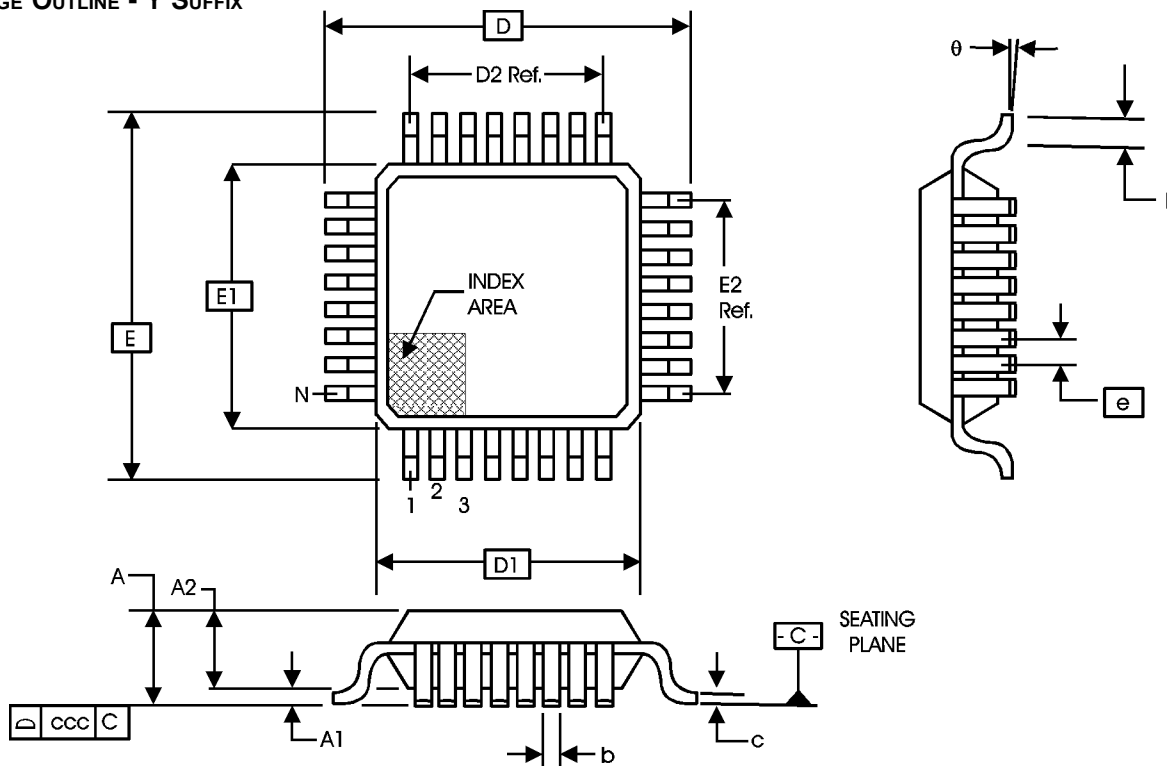 GE OUTLINE - Y SUFFIX
D
D2 Ref.
θ
E
E1
INDEX
AREA
E2
Ref.
N
e
1
2
3
D1
A
A2
- C -
SEATING
PLANE
ccc C
A1
b
c